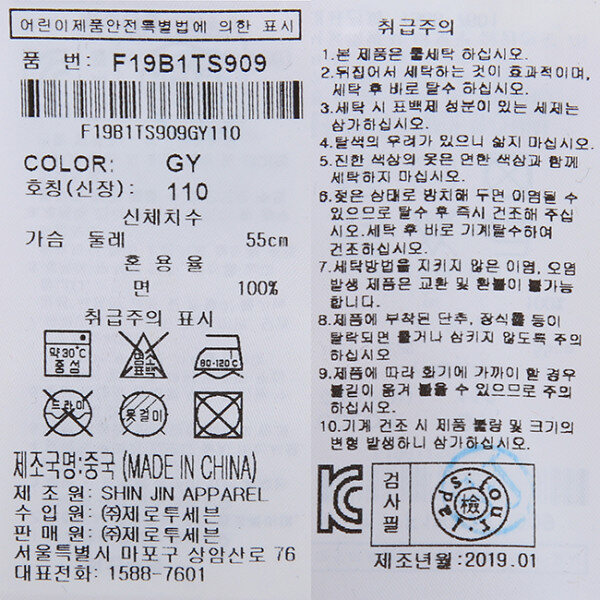 어린이제품안전특별법에 의한 표시
품 번: F19B1TS909
F19B1TS909GY110
COLOR: GY
호칭(신장): 110
신체치수
가슴 둘레 55cm
혼용율
면 100%
취급주의 표시
약30℃
중성
염소
표백
80-120℃
드라이
옷걸이
제조국명:중국 (MADE IN CHINA)
제 조 원: SHIN JIN APPAREL
수 입 원: ㈜제로투세븐
판 매 원: ㈜제로투세븐
서울특별시 마포구 상암산로 76
대표전화: 1588-7601
취급주의
1.본 제품은 물세탁 하십시오.
2.뒤집어서 세탁하는 것이 효과적이며,
세탁 후 바로 탈수 하십시오.
3.세탁 시 표백제 성분이 있는 세제는
삼가하십시오.
4.탈색의 우려가 있으니 삶지 마십시오.
5.진한 색상의 옷은 연한 색상과 함께
세탁하지 마십시오.
6.젖은 상태로 방치해 두면 이염될 수
있으므로 탈수 후 즉시 건조해 주십
시오.세탁 후 바로 기계탈수하여
건조하십시오.
7.세탁방법을 지키지 않은 이염, 오염
발생 제품은 교환 및 환불이 불가능
합니다.
8.제품에 부착된 단추, 장식물 등이
탈락되면 물거나 삼키지 않도록 주의
하십시오
9.제품에 따라 화기에 가까이 할 경우
불길이 옮겨 붙을 수 있으므로 주의
하십시오.
10.기계 건조 시 제품 불량 및 크기의
변형 발생하니 삼가하십시오.
KC
검사필
four caps
檢
제조년월:2019.01